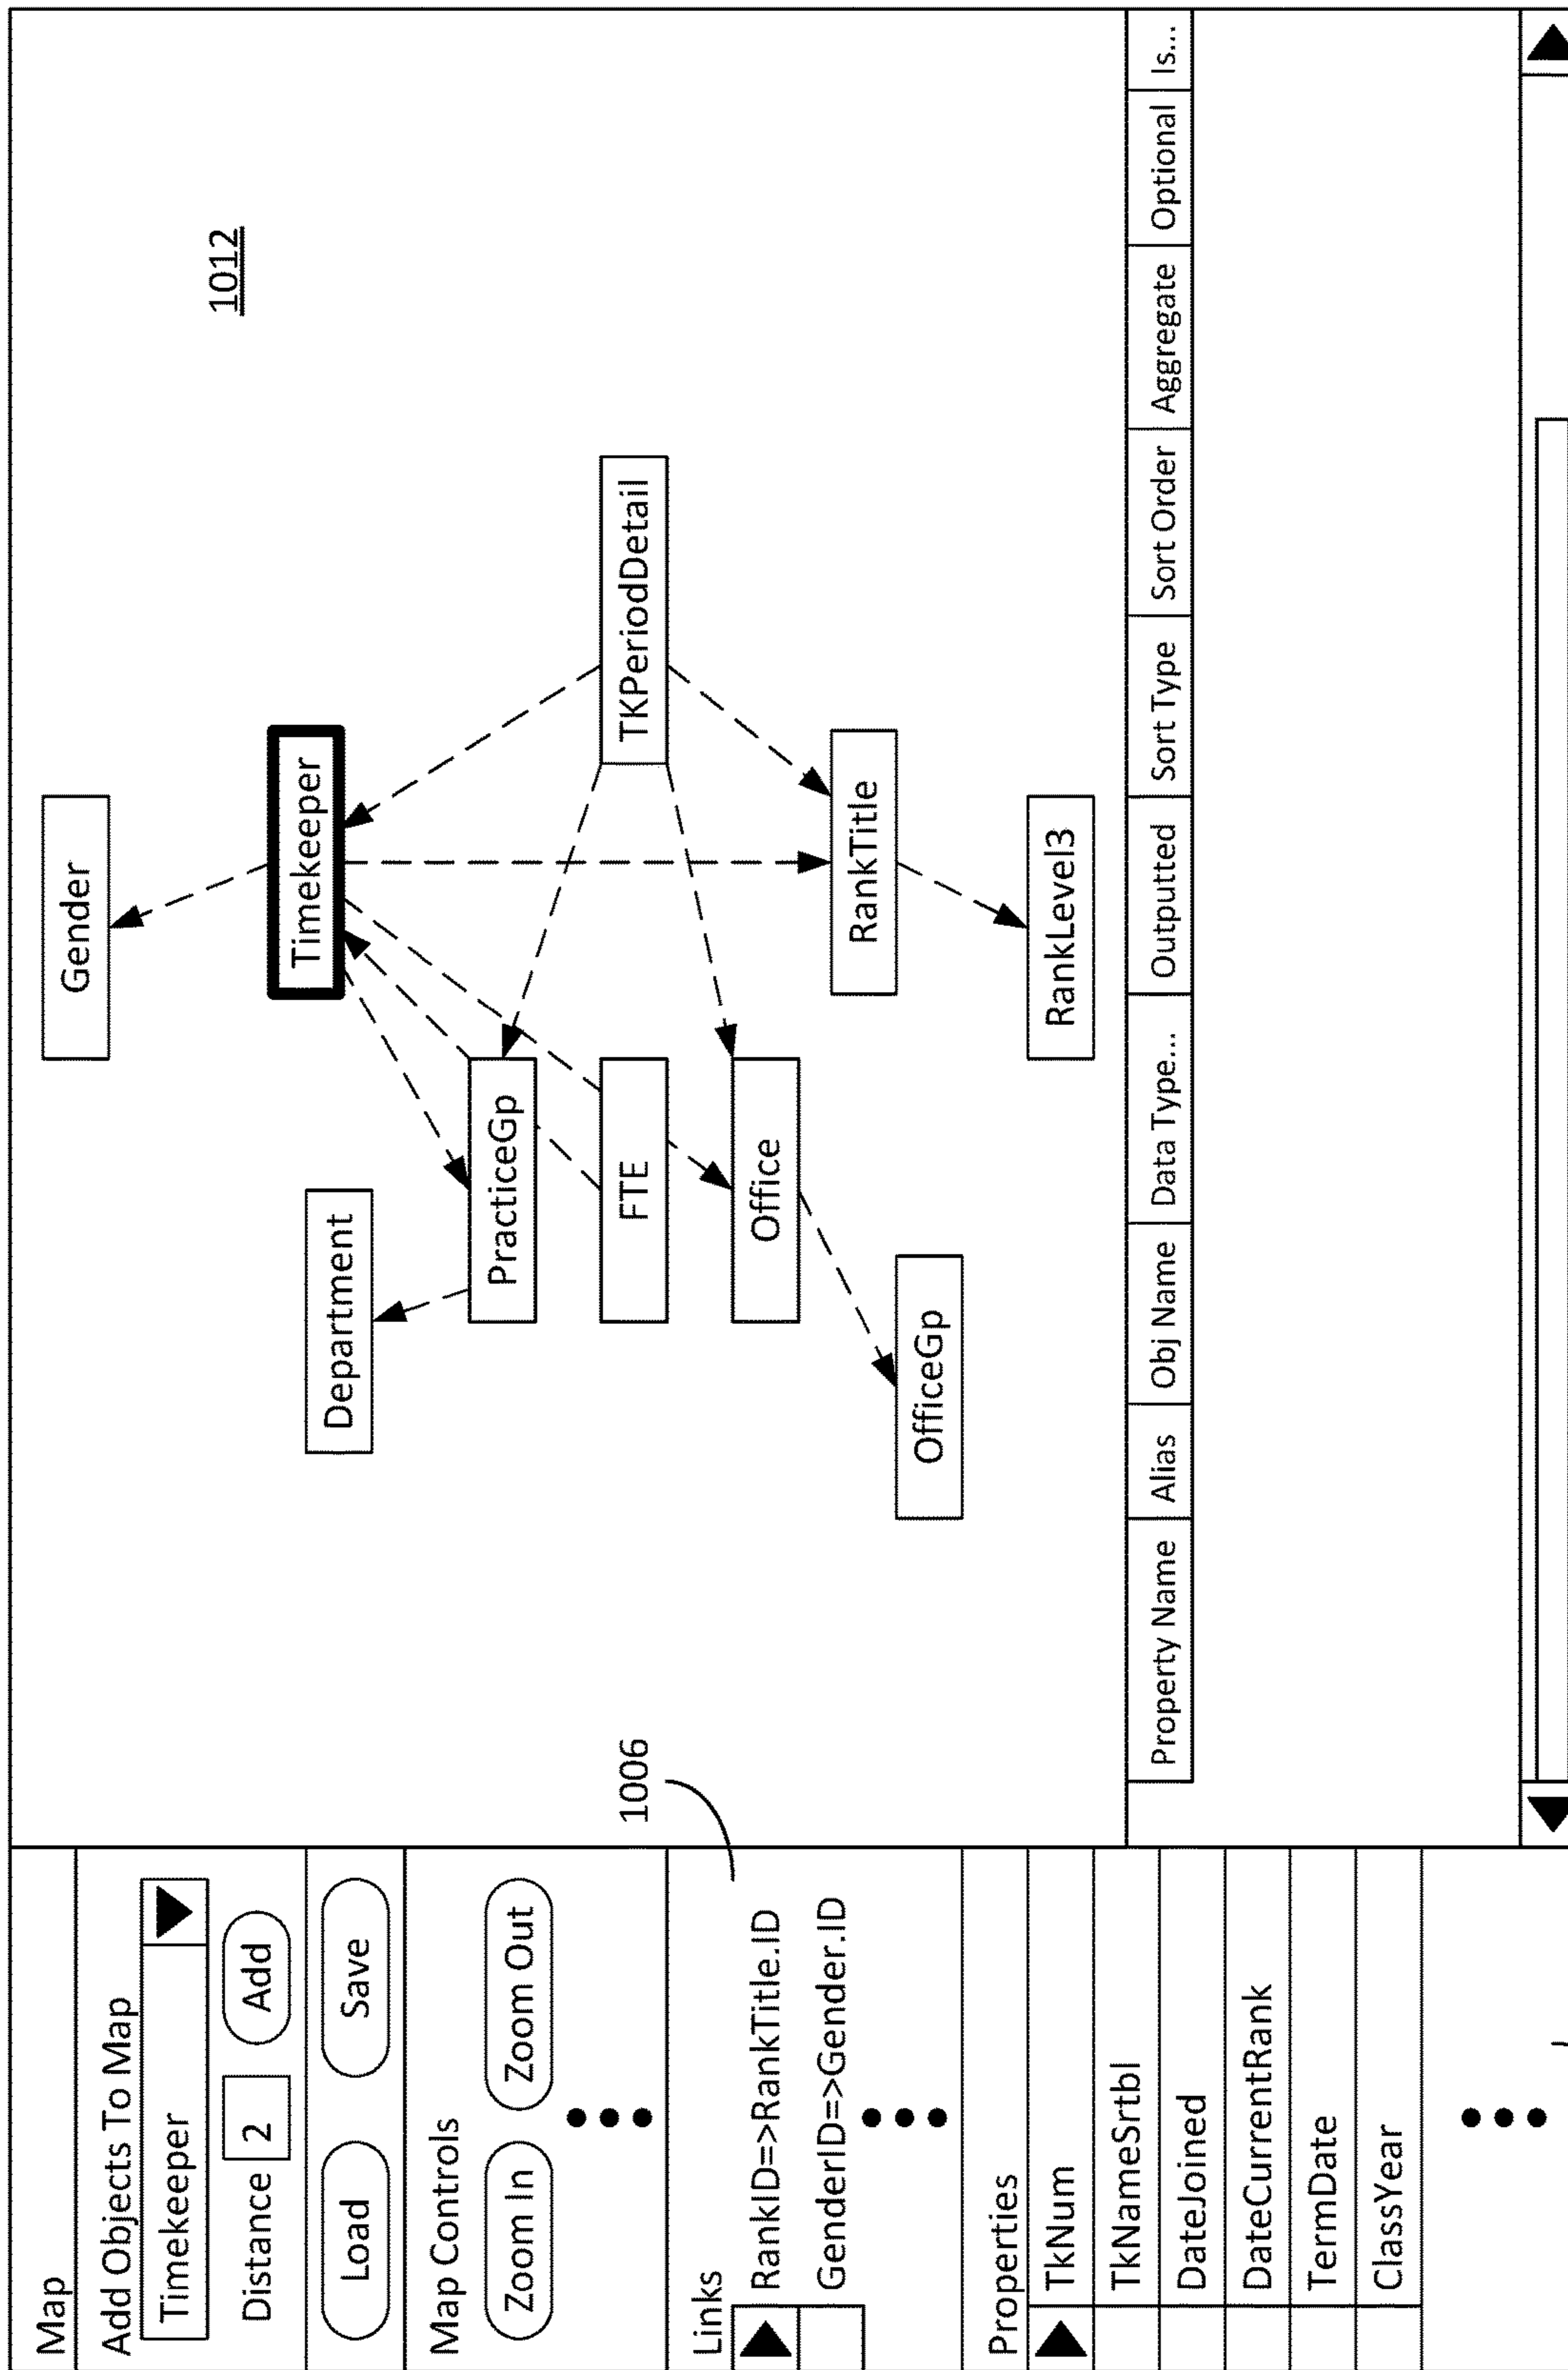 Map
Add Objects To Map
Timekeeper
Distance 2 Add
Load Save
Map Controls
Zoom In Zoom Out
Links
RankID=>RankTitle.ID
GenderID=>Gender.ID
Properties
TkNum
TkNameSrtbl
DateJoined
DateCurrentRank
TermDate
ClassYear
1006
1012
Gender
Timekeeper
Department
PracticeGp
FTE
TKPeriodDetail
Office
RankTitle
OfficeGp
RankLevel3
Property Name Alias Obj Name Data Type... Outputted Sort Type Sort Order Aggregate Optional Is...